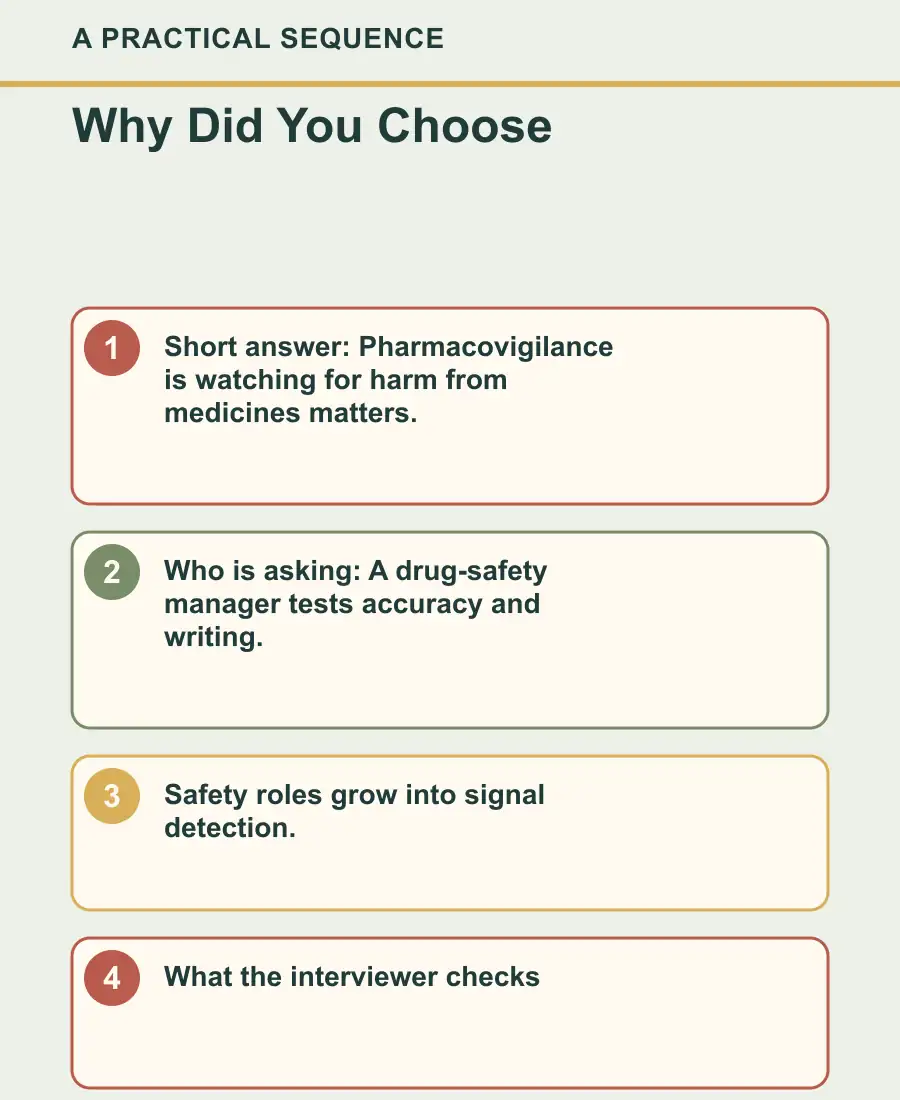 A PRACTICAL SEQUENCE
Why Did You Choose
1
Short answer: Pharmacovigilance
is watching for harm from
medicines matters.
2
Who is asking: A drug-safety
manager tests accuracy and
writing.
3
Safety roles grow into signal
detection.
4
What the interviewer checks